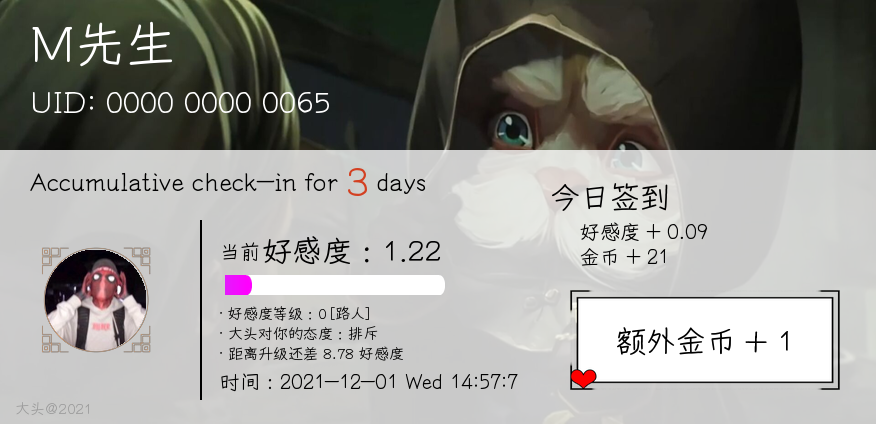 M先生
UID: 0000 0000 0065
Accumulative check-in for 3 days
今日签到
好感度 + 0.09
金币 + 21
当前好感度：1.22
· 好感度等级：0 [路人]
· 大头对你的态度：排斥
· 距离升级还差 8.78 好感度
时间：2021-12-01 Wed 14:57:7
额外金币 + 1
大头@2021